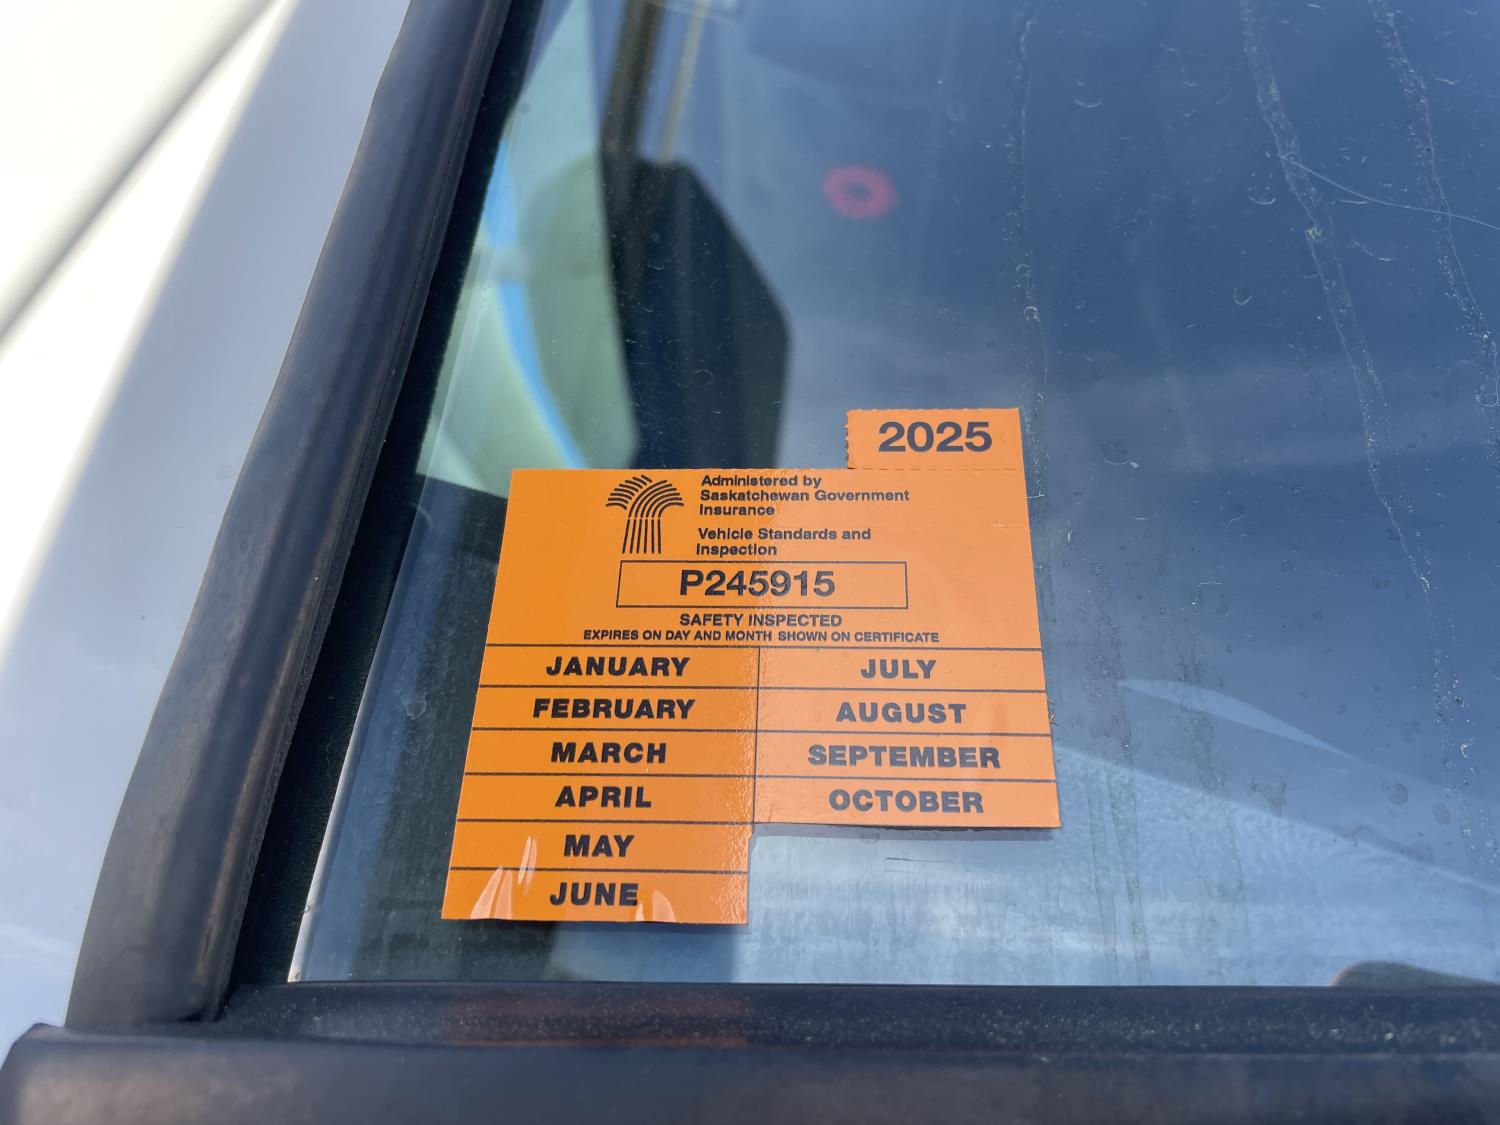 2025
Administered by
Saskatchewan Government
Insurance
Vehicle Standards and
Inspection
P245915
SAFETY INSPECTED
EXPIRES ON DAY AND MONTH SHOWN ON CERTIFICATE
JANUARY
FEBRUARY
MARCH
APRIL
MAY
JUNE
JULY
AUGUST
SEPTEMBER
OCTOBER